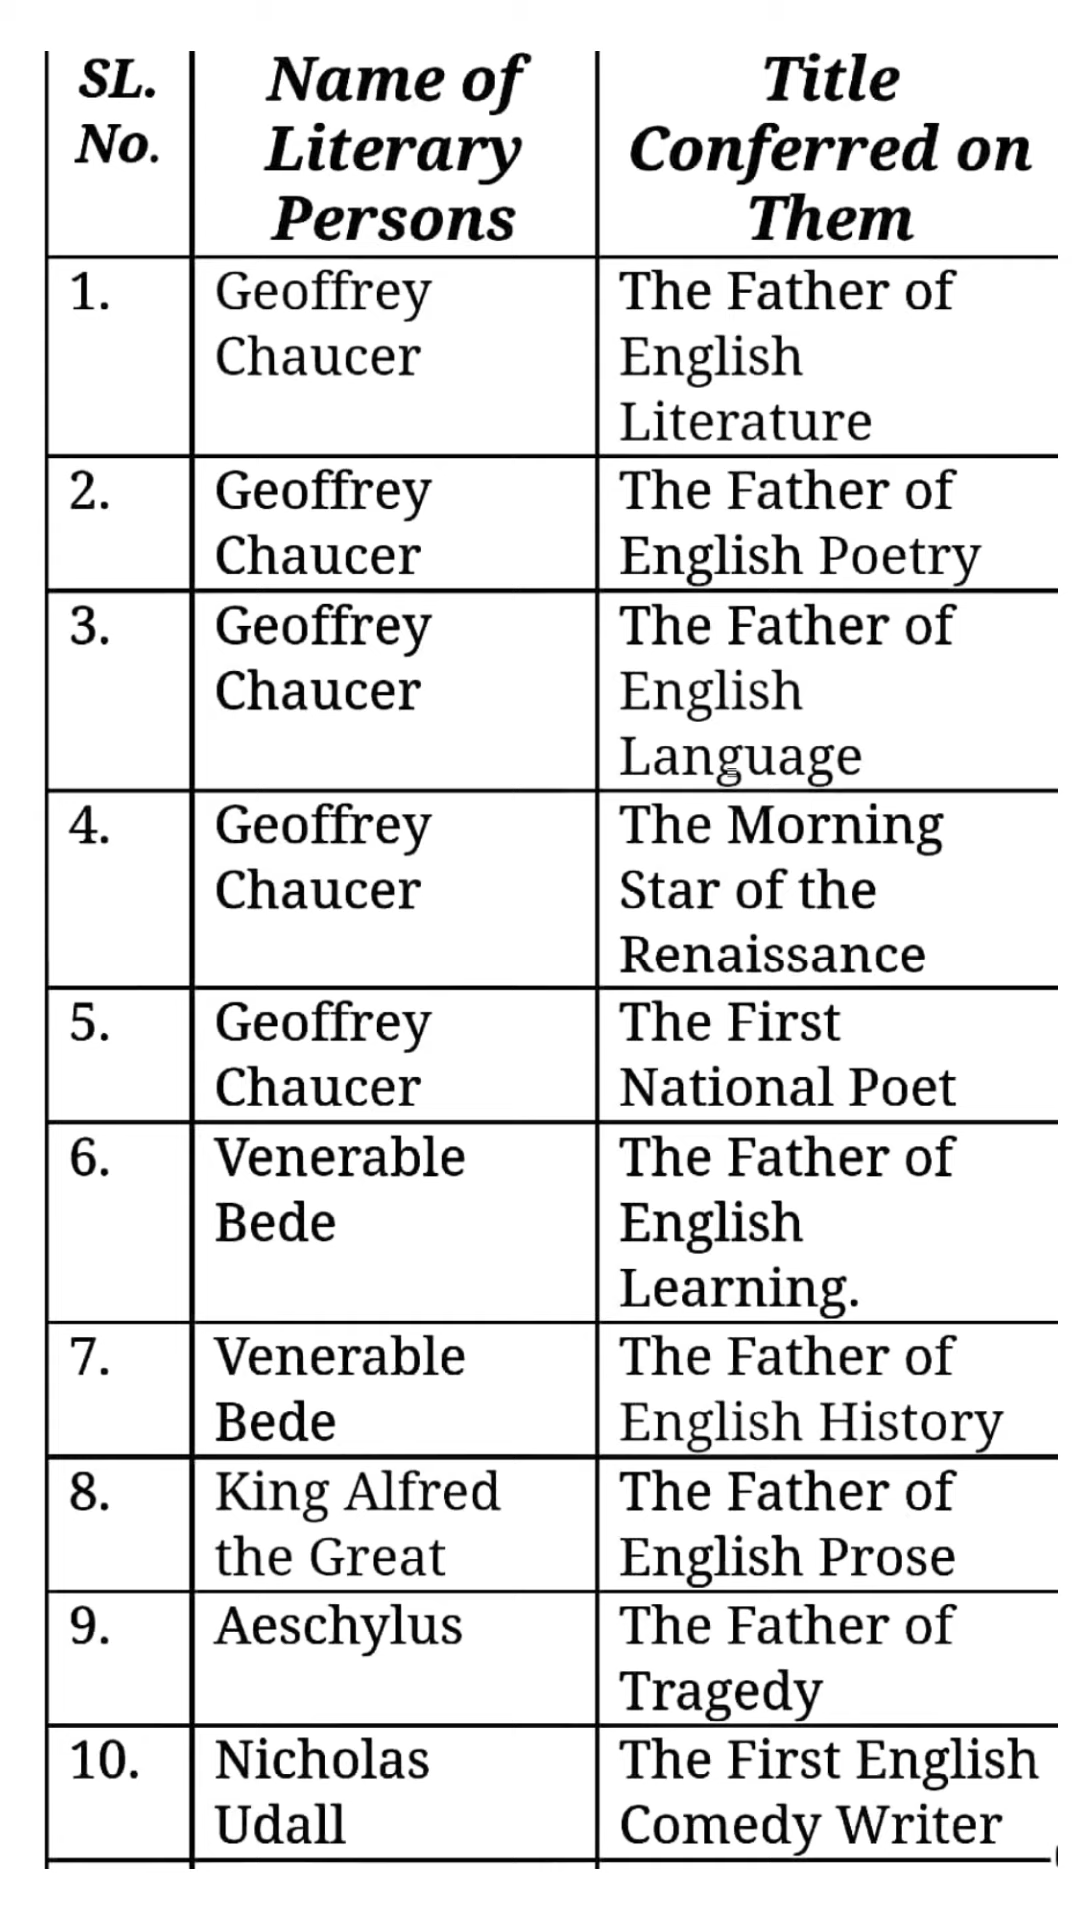 SL. No.
Name of Literary Persons
Title Conferred on Them
1.
Geoffrey
Chaucer
The Father of
English
Literature
2.
Geoffrey
Chaucer
The Father of
English Poetry
3.
Geoffrey
Chaucer
The Father of
English
Language
4.
Geoffrey
Chaucer
The Morning
Star of the
Renaissance
5.
Geoffrey
Chaucer
The First
National Poet
6.
Venerable
Bede
The Father of
English
Learning.
7.
Venerable
Bede
The Father of
English History
8.
King Alfred
the Great
The Father of
English Prose
9.
Aeschylus
The Father of
Tragedy
10.
Nicholas
Udall
The First English
Comedy Writer